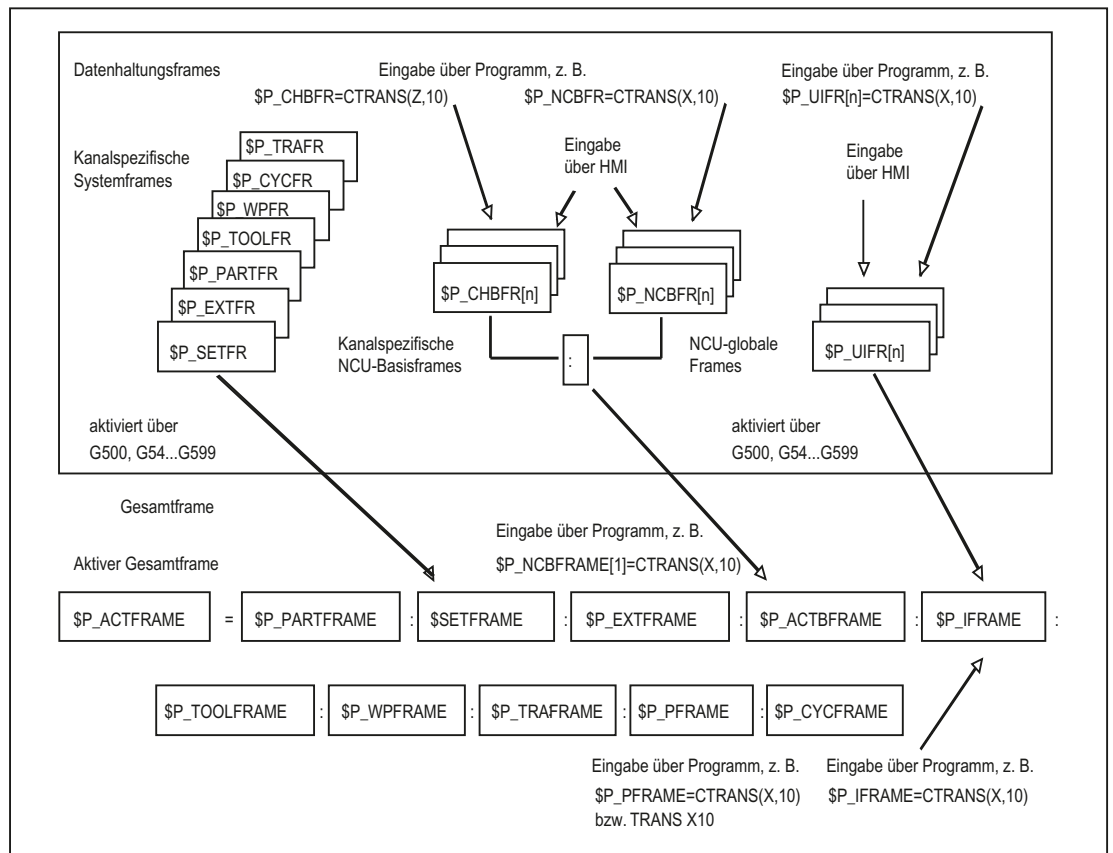 Datenhaltungsframes
Eingabe über Programm, z. B.
$P_CHBFR=CTRANS(Z,10)
$P_NCBFR=CTRANS(X,10)
Eingabe über Programm, z. B.
$P_UIFR[n]=CTRANS(X,10)
Kanalspezifische
Systemframes
$P_TRAFR
$P_CYCFR
$P_WPFR
$P_TOOLFR
$P_PARTFR
$P_EXTFR
$P_SETFR
Eingabe
über HMI
Eingabe
über HMI
$P_CHBFR[n]
$P_NCBFR[n]
$P_UIFR[n]
Kanalspezifische
NCU-Basisframes
:
NCU-globale
Frames
aktiviert über
G500, G54...G599
aktiviert über
G500, G54...G599
Gesamtframe
Aktiver Gesamtframe
Eingabe über Programm, z. B.
$P_NCBFRAME[1]=CTRANS(X,10)
$P_ACTFRAME = $P_PARTFRAME : $SETFRAME : $P_EXTFRAME : $P_ACTBFRAME : $P_IFRAME :
$P_TOOLFRAME : $P_WPFRAME : $P_TRAFRAME : $P_PFRAME : $P_CYCFRAME
Eingabe über Programm, z. B.
$P_PFRAME=CTRANS(X,10)
bzw. TRANS X10
Eingabe über Programm, z. B.
$P_IFRAME=CTRANS(X,10)